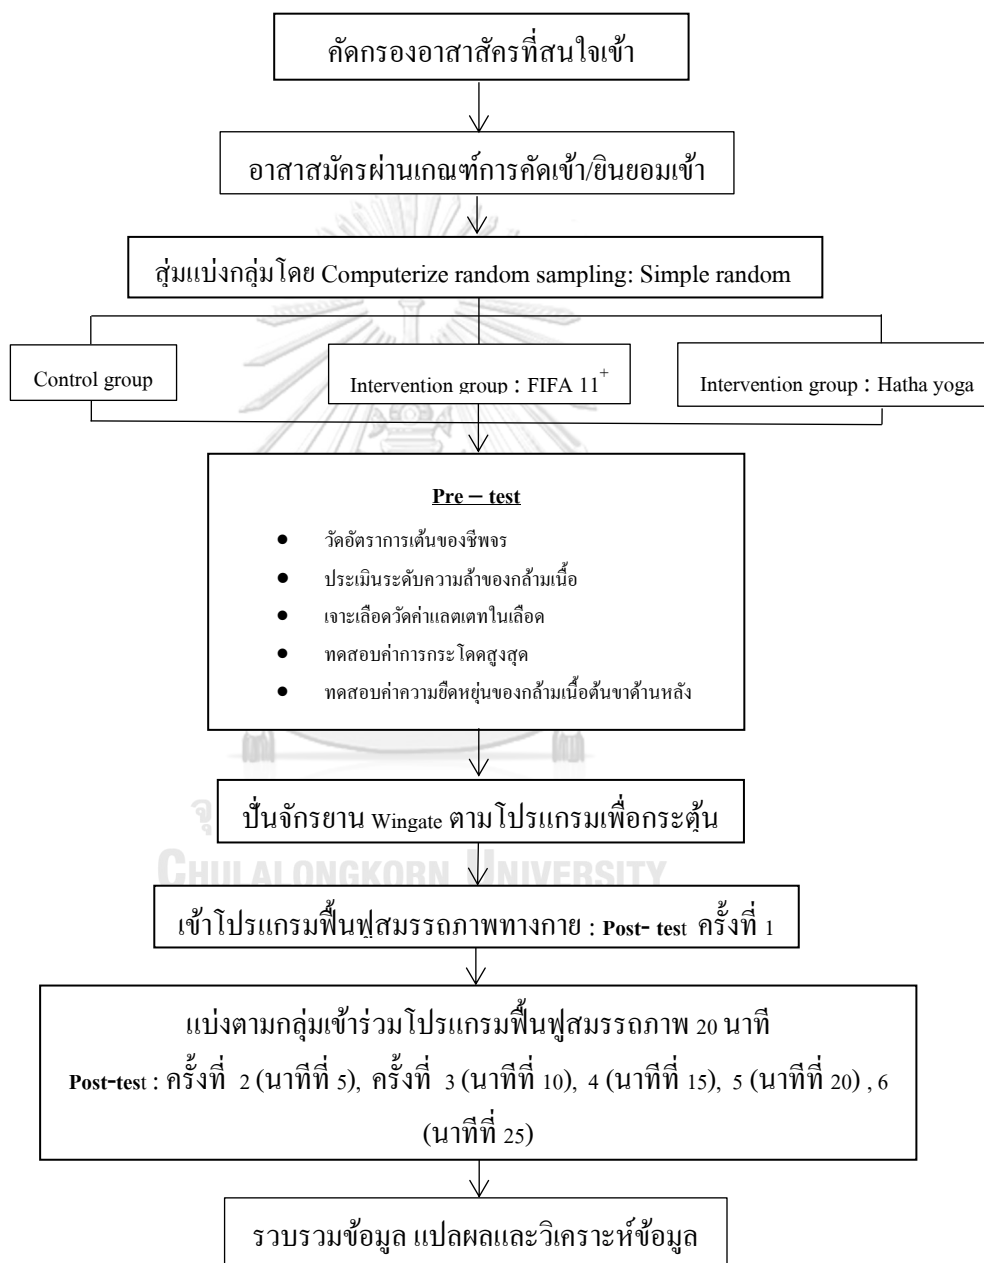 คัดกรองอาสาสัครที่สนใจเข้า
อาสาสมัครผ่านเกณฑ์การคัดเข้า/ยินยอมเข้า
สุ่มแบ่งกลุ่มโดย Computerize random sampling: Simple random
Control group
Intervention group : FIFA 11+
Intervention group : Hatha yoga
Pre – test
• วัดอัตราการเต้นของชีพจร
• ประเมินระดับความล้าของกล้ามเนื้อ
• เจาะเลือดวัดค่าแลตเตทในเลือด
• ทดสอบค่าการกระโดดสูงสุด
• ทดสอบค่าความยืดหยุ่นของกล้ามเนื้อต้นขาด้านหลัง
ปั่นจักรยาน Wingate ตามโปรแกรมเพื่อกระตุ้น
CHULALONGKORN UNIVERSITY
เข้าโปรแกรมฟื้นฟูสมรรถภาพทางกาย : Post- test ครั้งที่ 1
แบ่งตามกลุ่มเข้าร่วมโปรแกรมฟื้นฟูสมรรถภาพ 20 นาที
Post-test : ครั้งที่ 2 (นาทีที่ 5), ครั้งที่ 3 (นาทีที่ 10), 4 (นาทีที่ 15), 5 (นาทีที่ 20) , 6
(นาทีที่ 25)
รวบรวมข้อมูล แปลผลและวิเคราะห์ข้อมูล